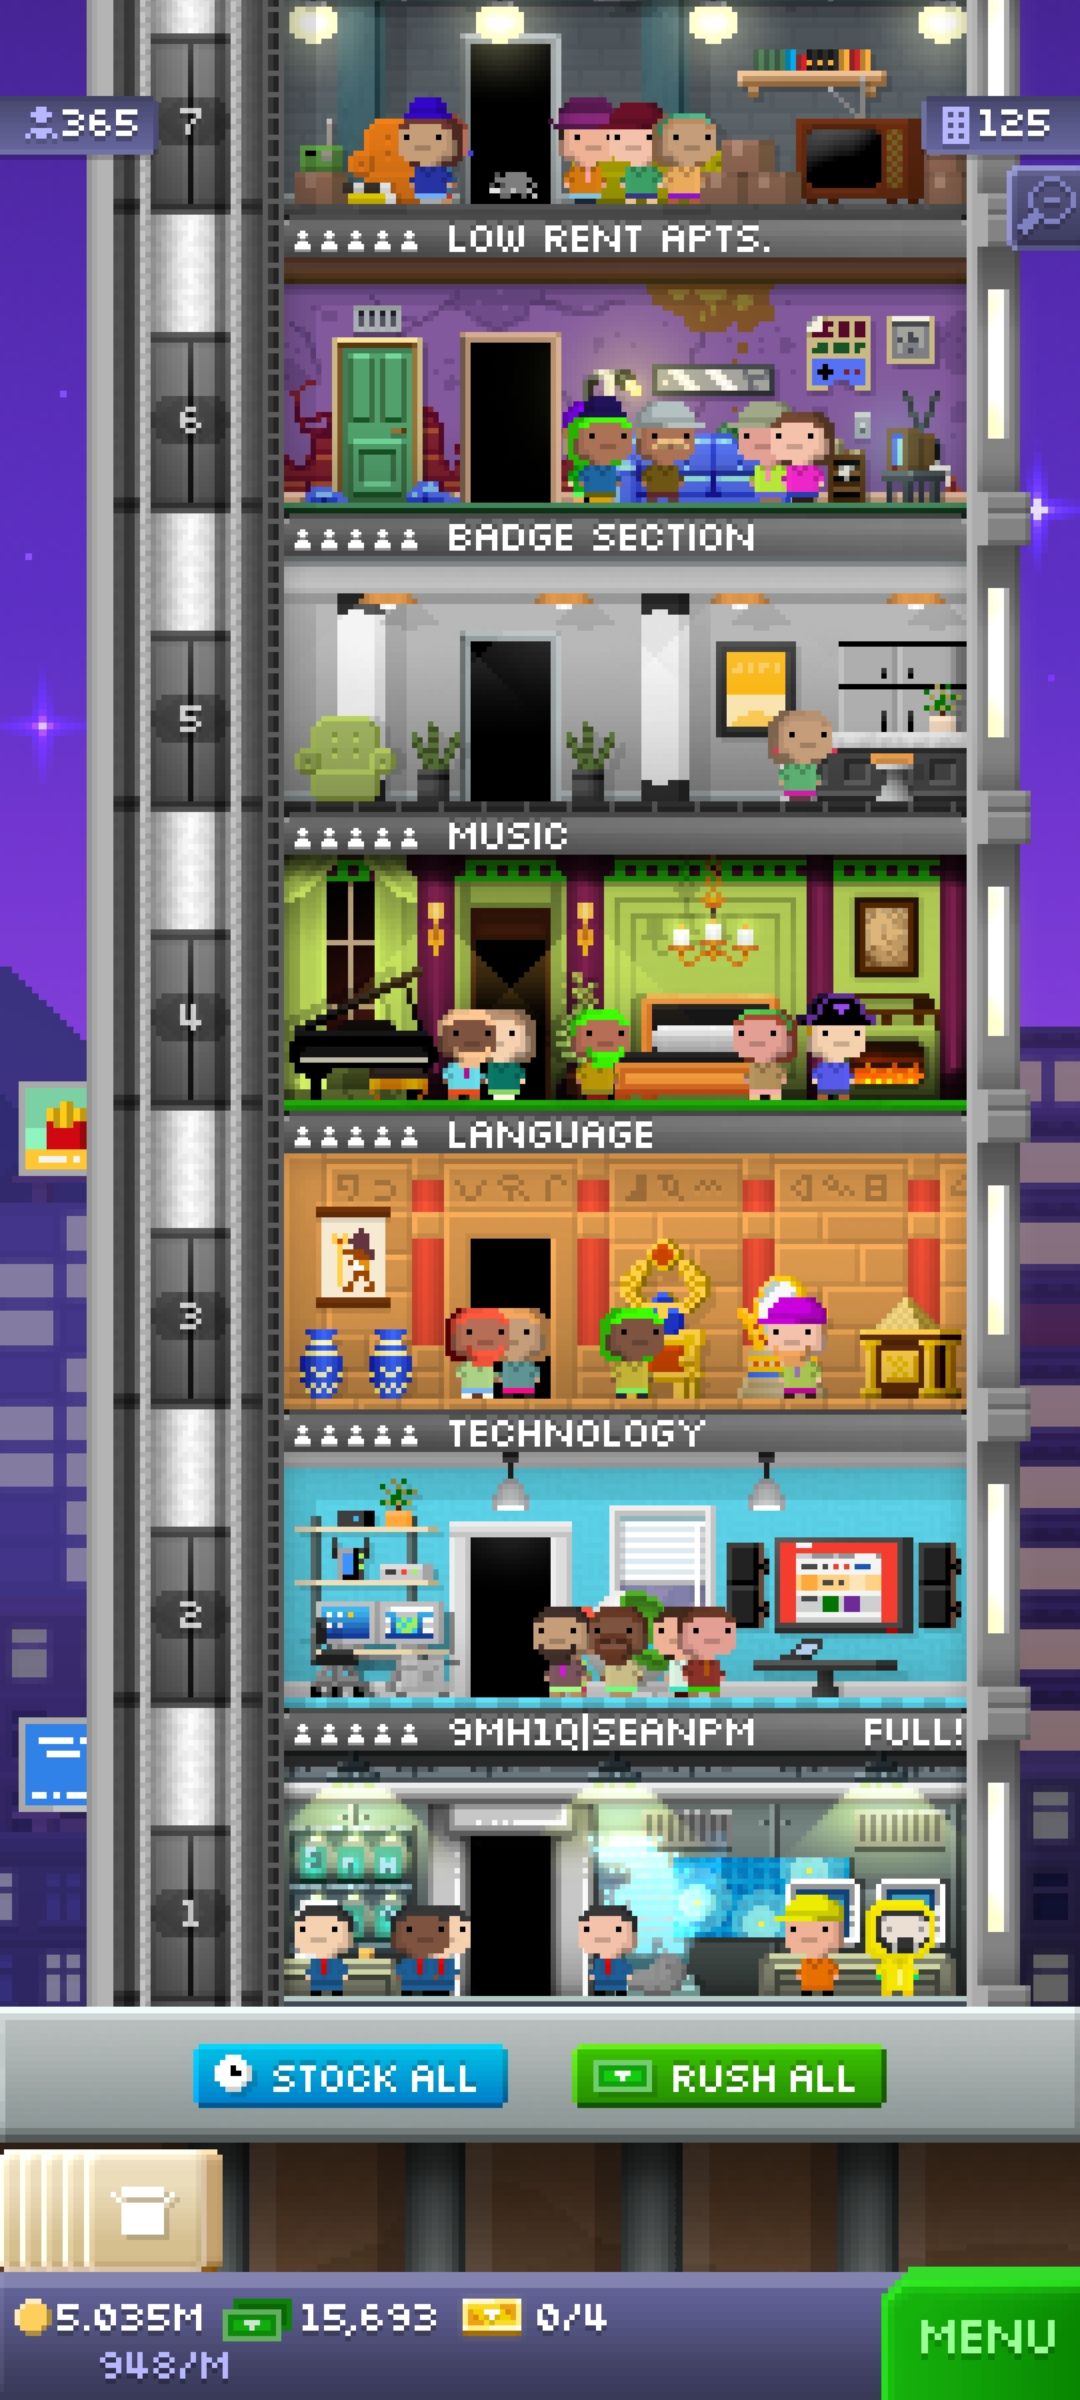 365
7
125
LOW RENT APTS.
6
BADGE SECTION
5
MUSIC
4
LANGUAGE
3
TECHNOLOGY
2
9MH1Q|SEANPM FULL!
1
STOCK ALL
RUSH ALL
5.035M 15,693 0/4
948/M
MENU